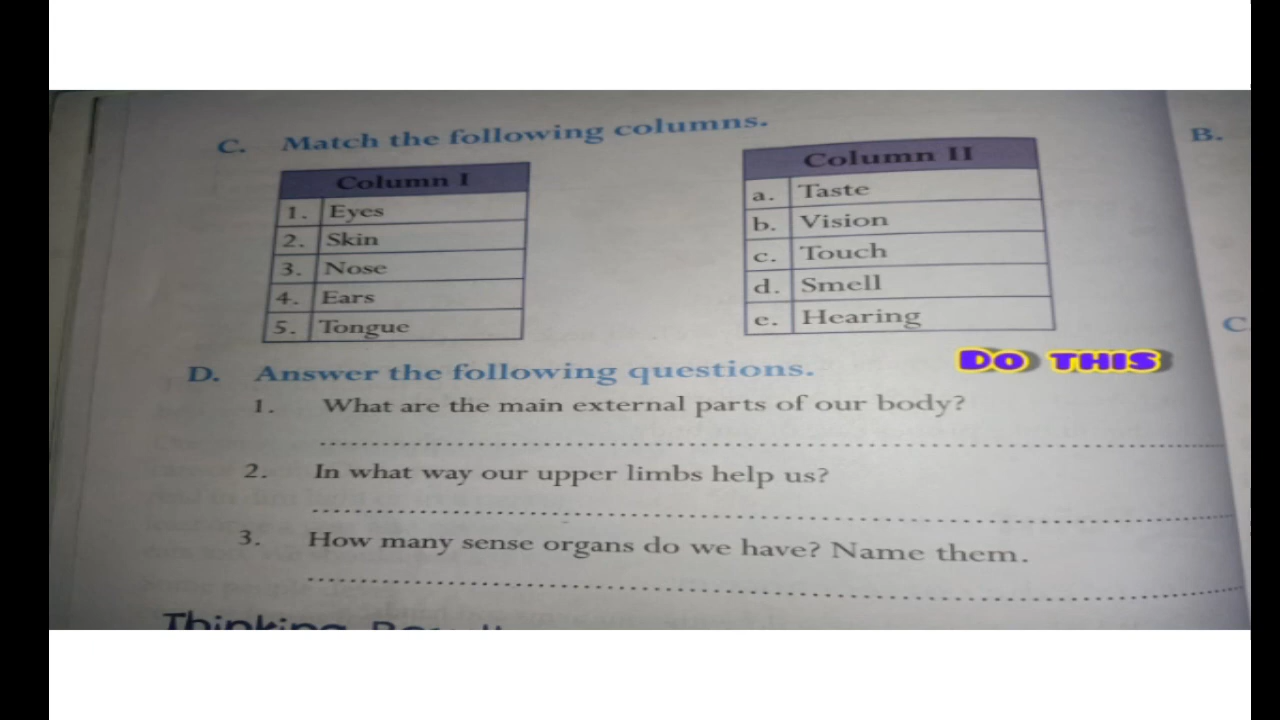 C. Match the following columns.
B.
Column I
1. Eyes
2. Skin
3. Nose
4. Ears
5. Tongue
Column II
a. Taste
b. Vision
c. Touch
d. Smell
e. Hearing
C
DO THIS
D. Answer the following questions.
1. What are the main external parts of our body?
2. In what way our upper limbs help us?
3. How many sense organs do we have? Name them.
Thinking